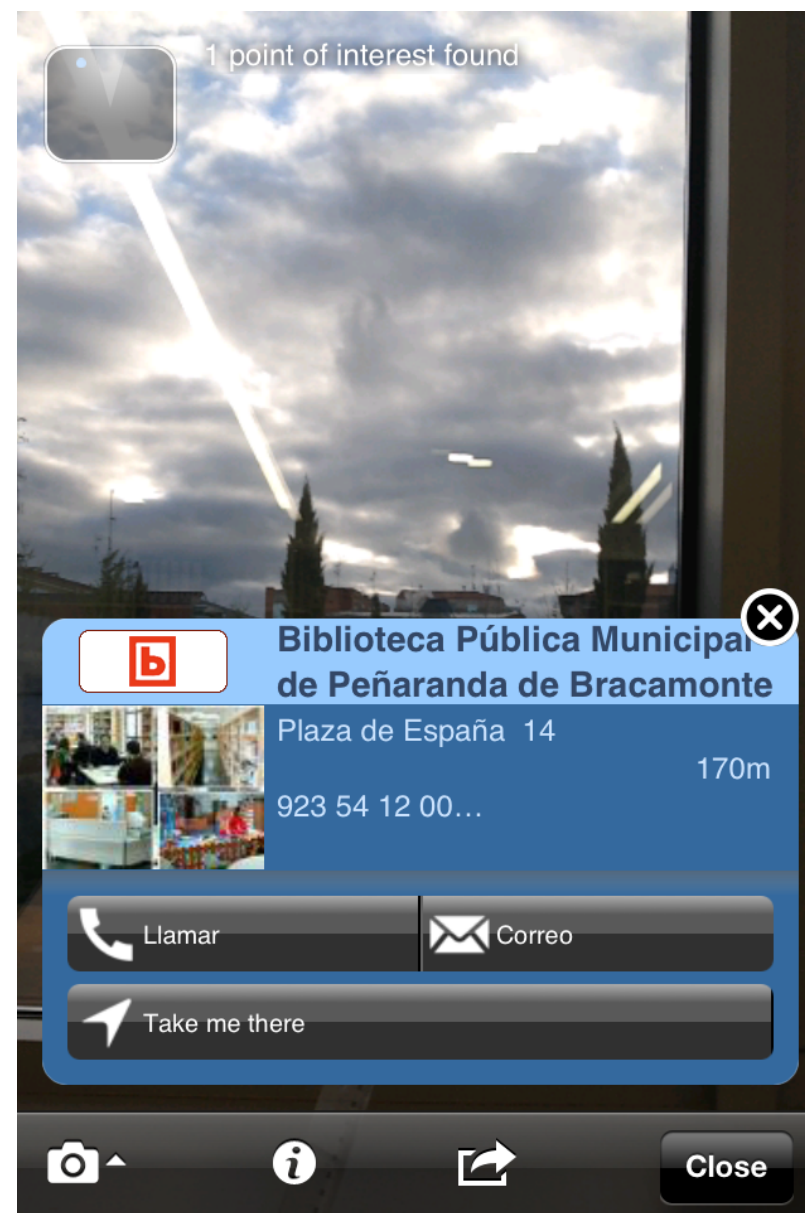 1 point of interest found
b
Biblioteca Pública Municipal
de Peñaranda de Bracamonte
Plaza de España 14
170m
923 54 12 00...
Llamar
Correo
Take me there
i
Close